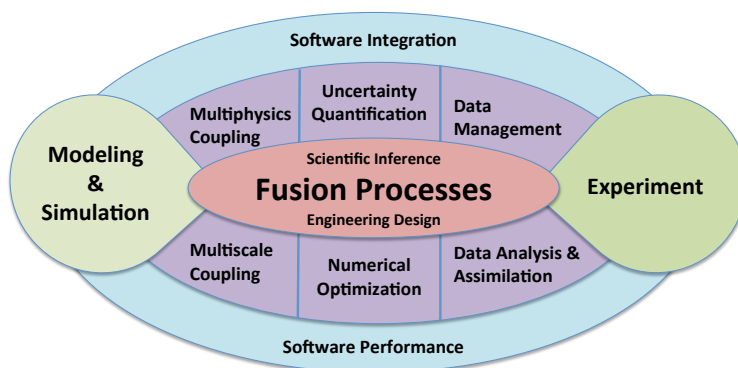 Software Integration
Multiphysics
Coupling
Uncertainty
Quantification
Data
Management
Modeling
&
Simulation
Scientific Inference
Fusion Processes
Engineering Design
Experiment
Multiscale
Coupling
Numerical
Optimization
Data Analysis &
Assimilation
Software Performance